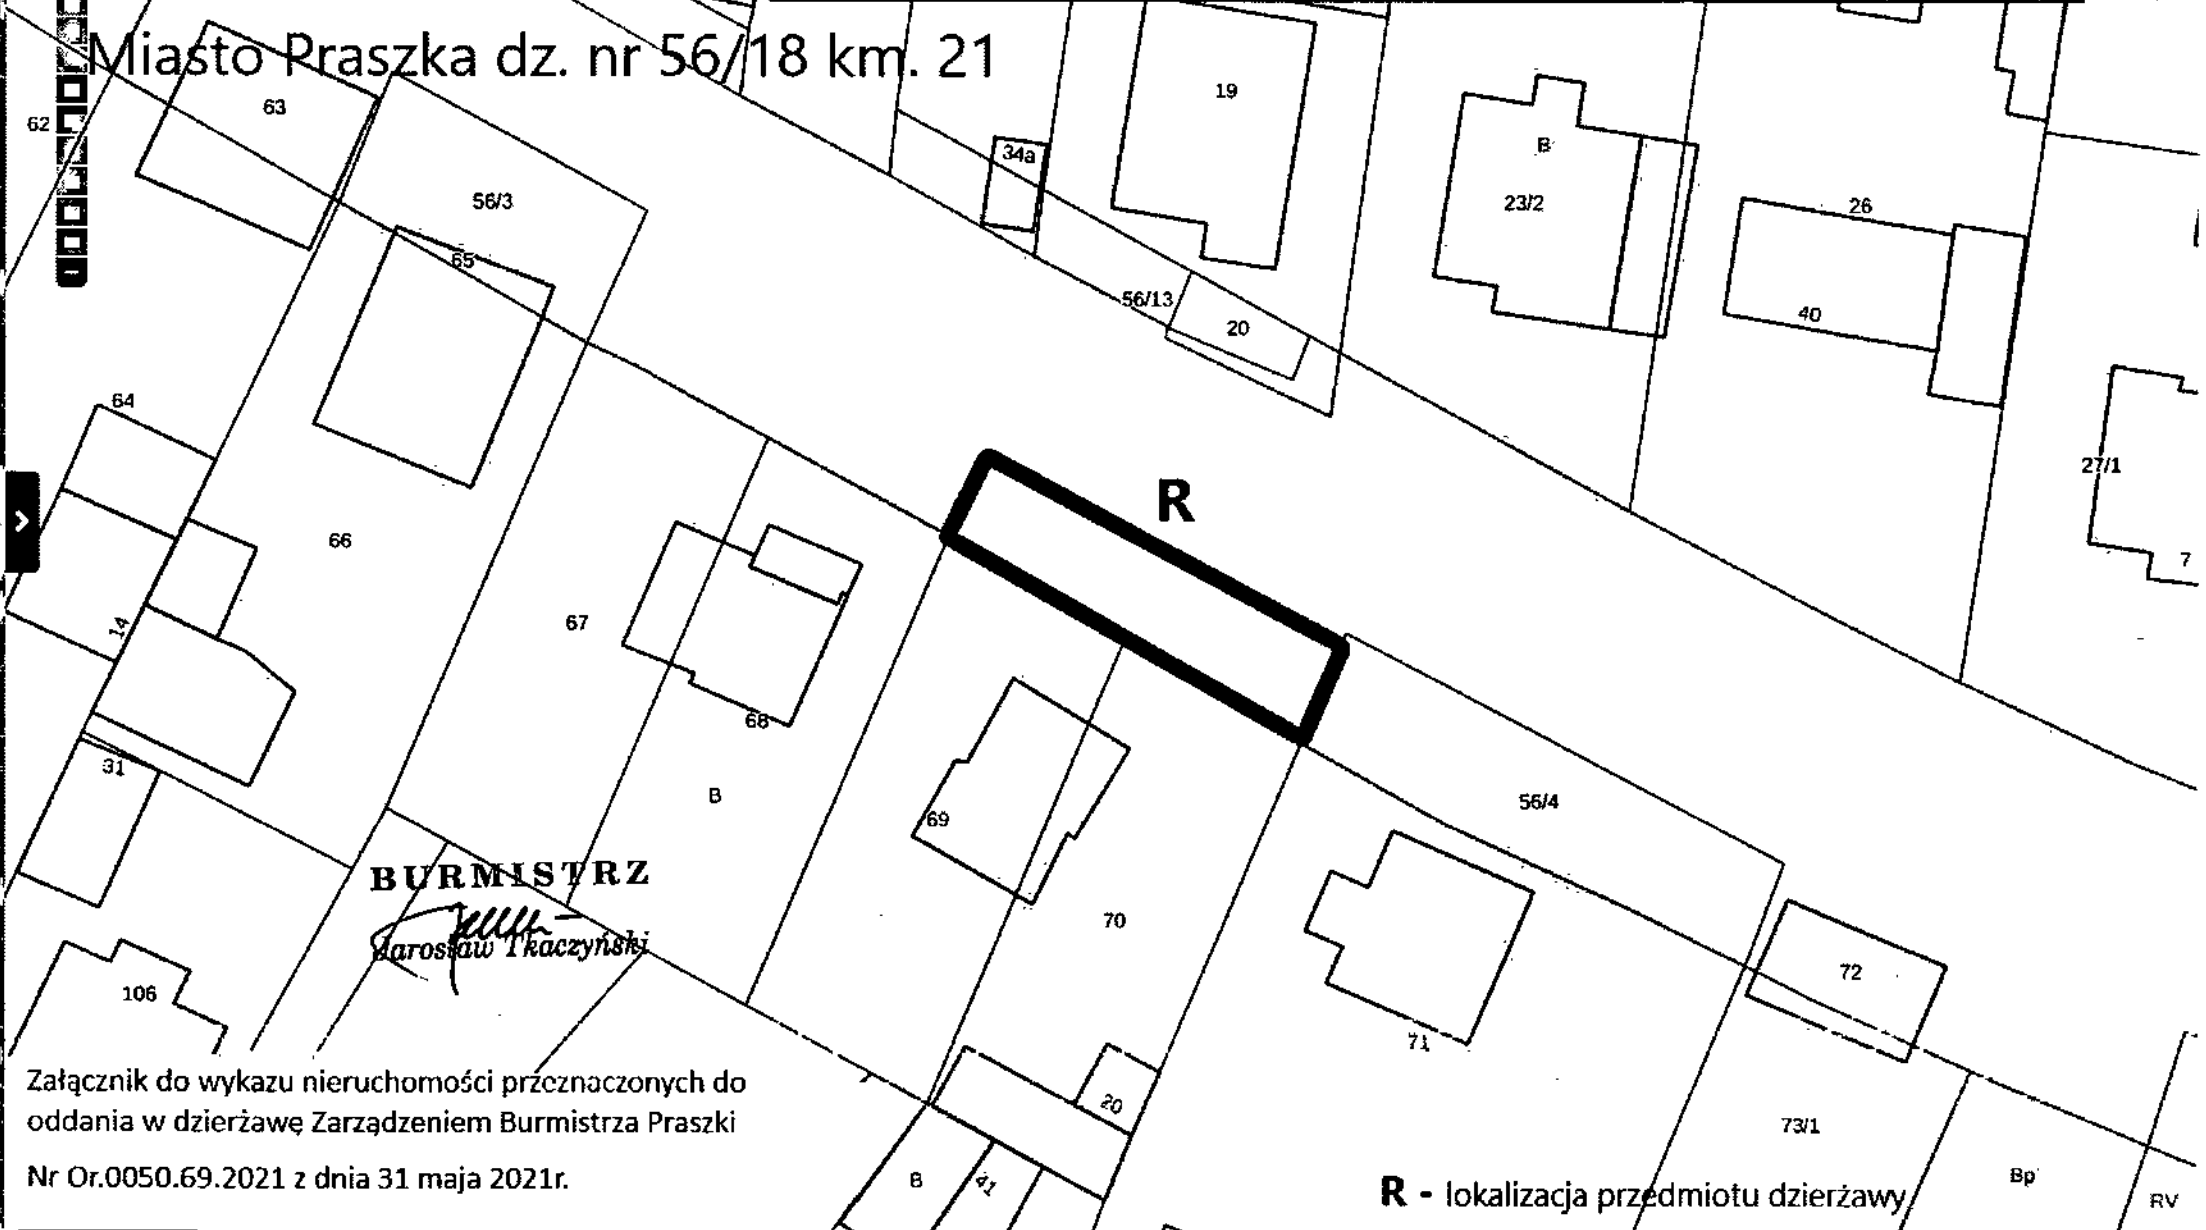 Miasto Praszka dz. nr 56/18 km. 21
62
63
56/3
65
64
66
14
31
106
67
68
B
69
70
34a
19
56/13
20
B
23/2
26
40
27/1
7
R
56/4
71
72
20
73/1
B
41
Bp
RV
BURMISTRZ
Jarosław Tkaczyński
Załącznik do wykazu nieruchomości przeznaczonych do
oddania w dzierżawę Zarządzeniem Burmistrza Praszki
Nr Or.0050.69.2021 z dnia 31 maja 2021r.
R - lokalizacja przedmiotu dzierżawy